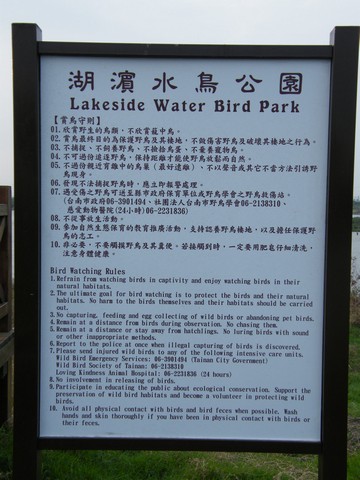 湖濱水鳥公園
Lakeside Water Bird Park
【賞鳥守則】
01.欣賞野生的鳥類，不欣賞籠中鳥。
02.賞鳥最終目的為保護野鳥及其棲地，不做傷害野鳥及破壞其棲地之行為。
03.不捕捉、不飼養野鳥、不撿拾鳥蛋、不棄養寵物鳥。
04.不可過份追逐野鳥，保持距離才能使野鳥放鬆而自然。
05.不過份親近育雛中的鳥巢（最好遠離），不以聲音或其它不當方法引誘野
鳥現身。
06.發現不法捕捉野鳥時，應立即報警處理。
07.遇受傷之野鳥可送至縣市政府保育單位或野鳥學會之野鳥救傷站。
(台南市政府06-3901494、社團法人台南市野鳥學會06-2138310、
慈愛動物醫院(24小時)06-2231836)
08.不從事放生活動。
09.參加自然生態保育的教育推廣活動，支持認養野鳥棲地，以及擔任保護野
鳥的志工。
10.非必要，不要觸摸野鳥及其糞便。若接觸到時，一定要用肥皂仔細清洗，
注意身體健康。
Bird Watching Rules
1.Refrain from watching birds in captivity and enjoy watching birds in their
natural habitats.
2.The ultimate goal for bird watching is to protect the birds and their natural
habitats. No harm to the birds themselves and their habitats should be carried
out.
3.No capturing, feeding and egg collecting of wild birds or abandoning pet birds.
4.Remain at a distance from birds during observation. No chasing them.
5.Remain at a distance or stay away from hatchlings. No luring birds with sound
or other inappropriate methods.
6.Report to the police at once when illegal capturing of birds is discovered.
7.Please send injured wild birds to any of the following intensive care units.
Wild Bird Emergency Services: 06-3901494 (Tainan City Government)
Wild Bird Society of Tainan: 06-2138310
Loving Kindness Animal Hospital: 06-2231836 (24 hours)
8.No involvement in releasing of birds.
9.Participate in educating the public about ecological conservation. Support the
preservation of wild bird habitats and become a volunteer in protecting wild
birds.
10. Avoid all physical contact with birds and bird feces when possible. Wash
hands and skin thoroughly if you have been in physical contact with birds or
their feces.